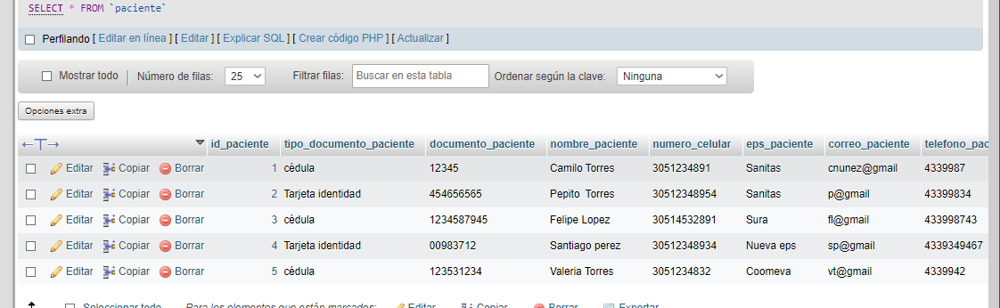 SELECT * FROM `paciente`
Perfilando [ Editar en línea ] [ Editar ] [ Explicar SQL ] [ Crear código PHP ] [ Actualizar ]
Mostrar todo | Número de filas: 25 Filtrar filas: Buscar en esta tabla Ordenar según la clave: Ninguna
Opciones extra
←T→ id_paciente tipo_documento_paciente documento_paciente nombre_paciente numero_celular eps_paciente correo_paciente telefono_pac
Editar Copiar Borrar 1 cédula 12345 Camilo Torres 3051234891 Sanitas cnunez@gmail 4339987
Editar Copiar Borrar 2 Tarjeta identidad 454656565 Pepito Torres 30512348954 Sanitas p@gmail 43399834
Editar Copiar Borrar 3 cédula 1234587945 Felipe Lopez 30514532891 Sura fl@gmail 433998743
Editar Copiar Borrar 4 Tarjeta identidad 00983712 Santiago perez 30512348934 Nueva eps sp@gmail 4339349467
Editar Copiar Borrar 5 cédula 123531234 Valeria Torres 3051234832 Coomeva vt@gmail 4339942
Seleccionar todo Para los elementos que están marcados: Editar Copiar Borrar Exportar